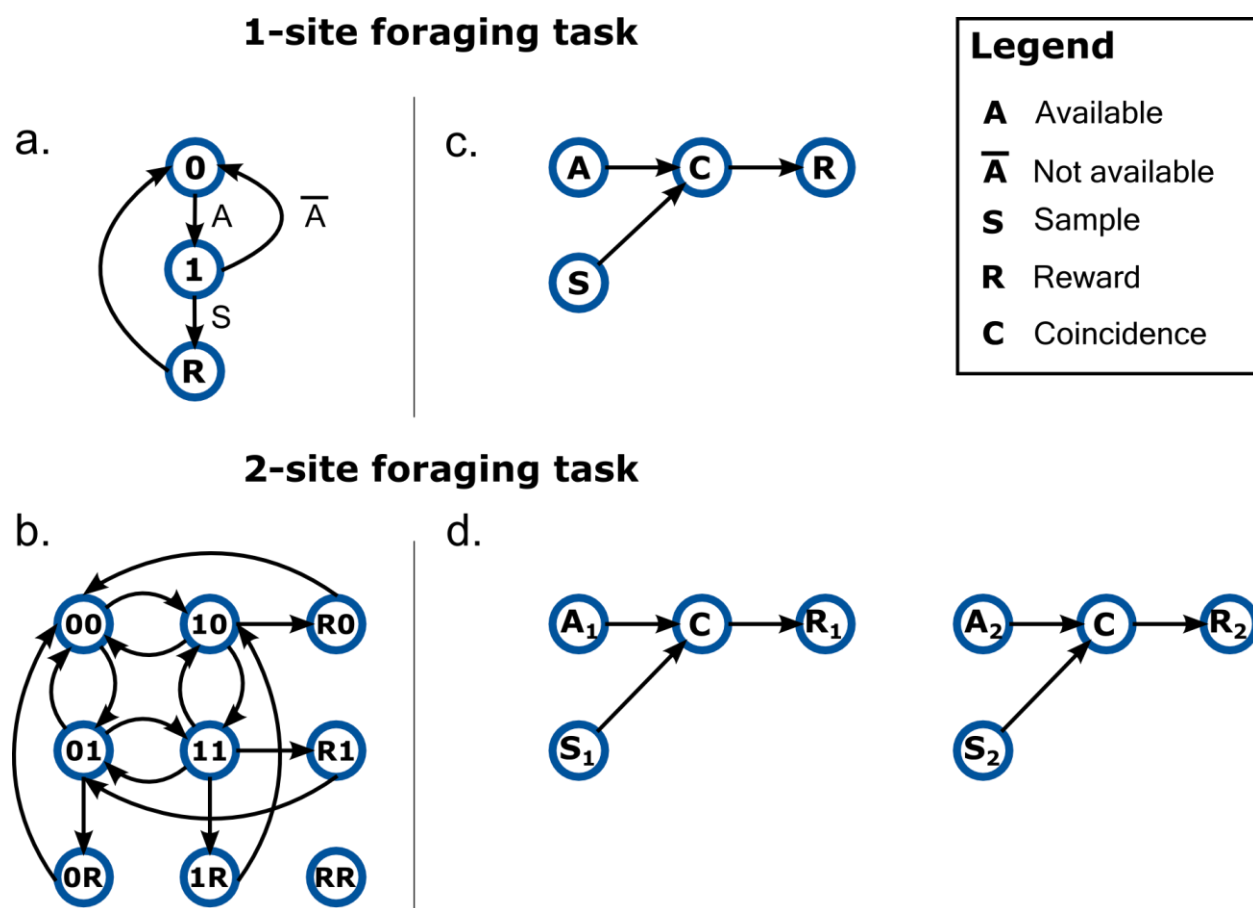 1-site foraging task
Legend
A Available
A̅ Not available
S Sample
R Reward
C Coincidence
a.
0
A
A̅
1
S
R
c.
A
C
R
S
2-site foraging task
b.
00
10
R0
01
11
R1
0R
1R
RR
d.
A₁
C
R₁
S₁
A₂
C
R₂
S₂